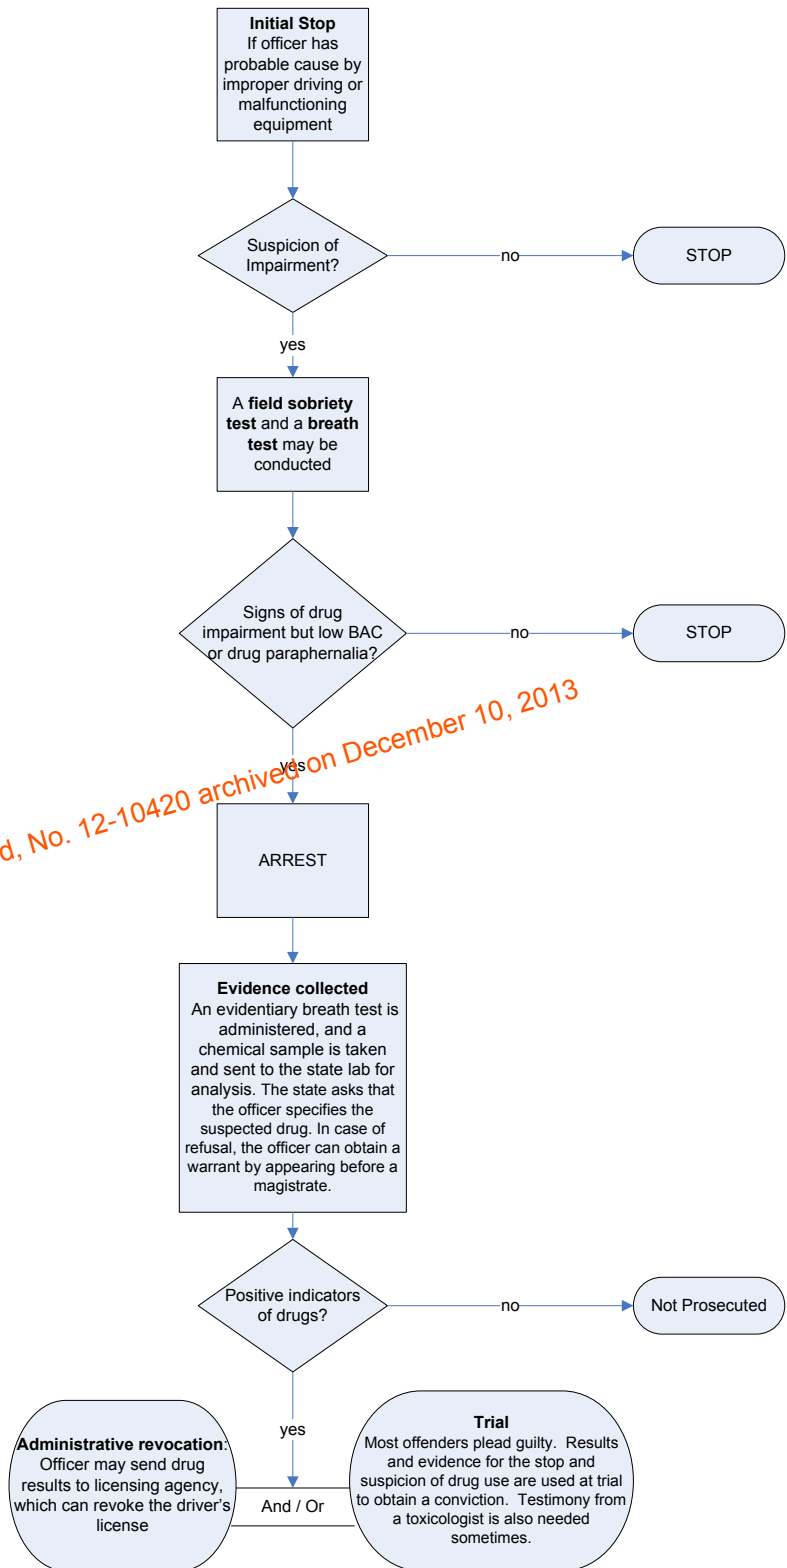 Initial Stop
If officer has
probable cause by
improper driving or
malfunctioning
equipment
Suspicion of
Impairment?
no
STOP
yes
A field sobriety
test and a breath
test may be
conducted
Signs of drug
impairment but low BAC
or drug paraphernalia?
no
STOP
yes
d, No. 12-10420 archived on December 10, 2013
ARREST
Evidence collected
An evidentiary breath test is
administered, and a
chemical sample is taken
and sent to the state lab for
analysis. The state asks that
the officer specifies the
suspected drug. In case of
refusal, the officer can obtain a
warrant by appearing before a
magistrate.
Positive indicators
of drugs?
no
Not Prosecuted
yes
Administrative revocation:
Officer may send drug
results to licensing agency,
which can revoke the driver's
license
And / Or
Trial
Most offenders plead guilty. Results
and evidence for the stop and
suspicion of drug use are used at trial
to obtain a conviction. Testimony from
a toxicologist is also needed
sometimes.